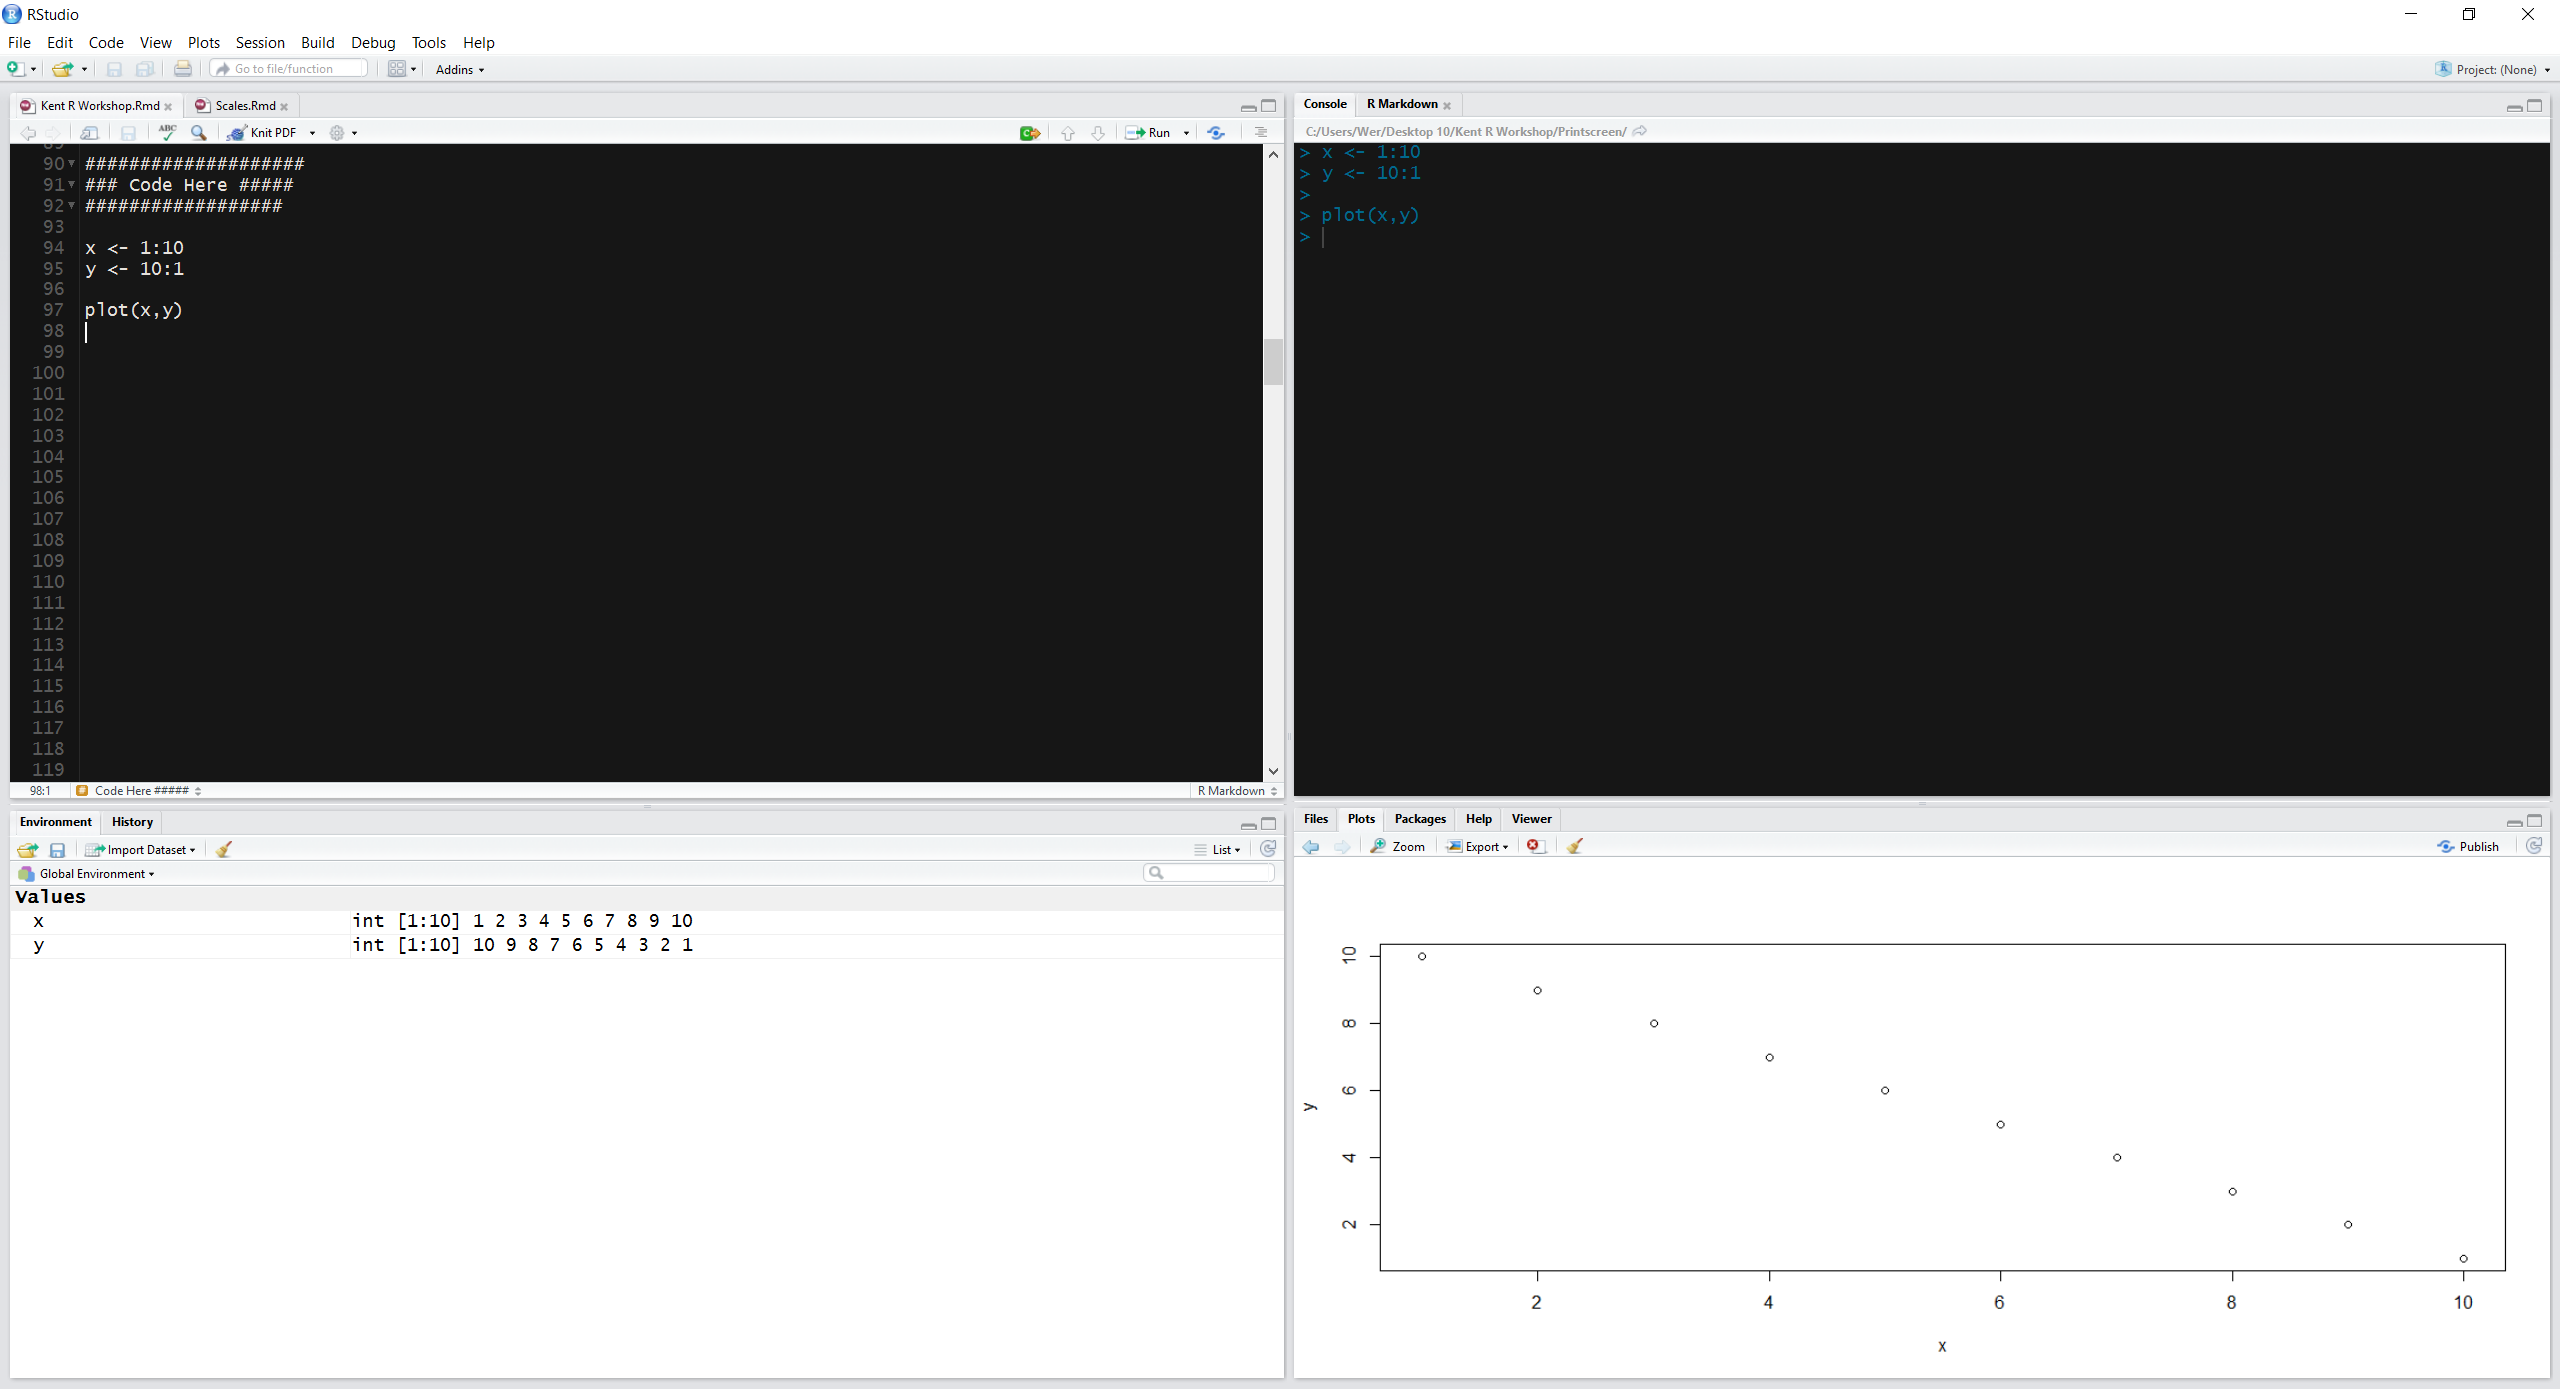 RStudio
File Edit Code View Plots Session Build Debug Tools Help
Go to file/function Addins Project: (None)
Kent R Workshop.Rmd Scales.Rmd
ABC Knit PDF Run
90 ####################
91 ### Code Here #####
92 ##################
93
94 x <- 1:10
95 y <- 10:1
96
97 plot(x,y)
98
99
100
101
102
103
104
105
106
107
108
109
110
111
112
113
114
115
116
117
118
119
98:1 Code Here ##### R Markdown
Console R Markdown
C:/Users/Wer/Desktop 10/Kent R Workshop/Printscreen/
> x <- 1:10
> y <- 10:1
>
> plot(x,y)
>
Environment History
Import Dataset List
Global Environment
Values
x int [1:10] 1 2 3 4 5 6 7 8 9 10
y int [1:10] 10 9 8 7 6 5 4 3 2 1
Files Plots Packages Help Viewer
Zoom Export Publish
10
8
6
4
2
y
2 4 6 8 10
x